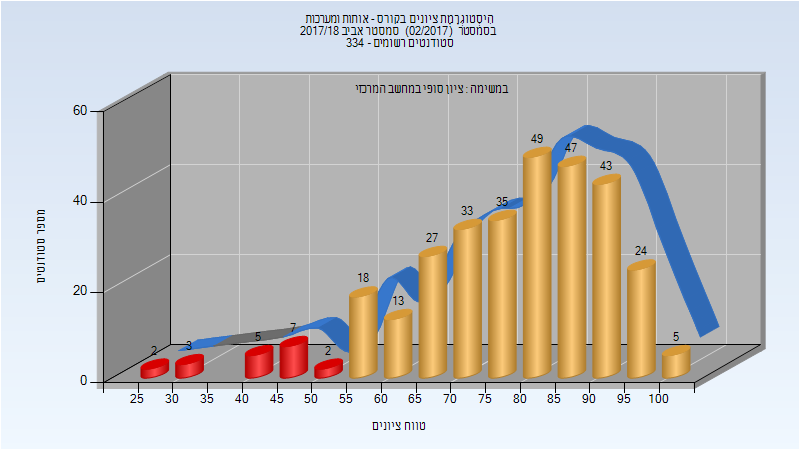 היסטוגרמת ציונים בקורס - אותות ומערכות
בסמסטר (02/2017) סמסטר אביב 2017/18
סטודנטים רשומים - 334
במשימה : ציון סופי במחשב המרכזי
מספר סטודנטים
60
40
20
0
2
3
5
7
2
18
13
27
33
35
49
47
43
24
5
25 30 35 40 45 50 55 60 65 70 75 80 85 90 95 100
טווח ציונים